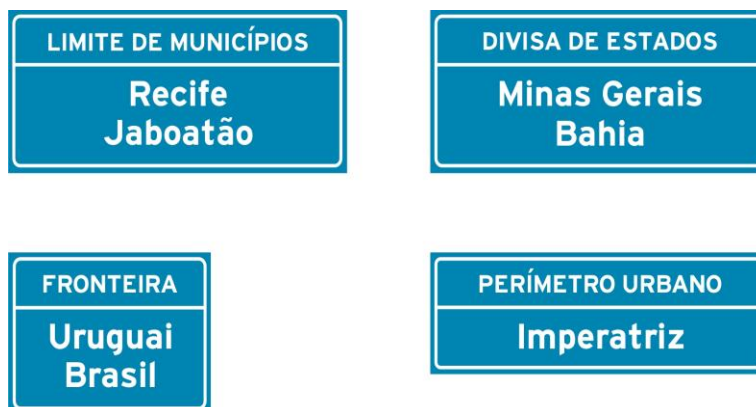 LIMITE DE MUNICÍPIOS
Recife
Jaboatão
DIVISA DE ESTADOS
Minas Gerais
Bahia
FRONTEIRA
Uruguai
Brasil
PERÍMETRO URBANO
Imperatriz